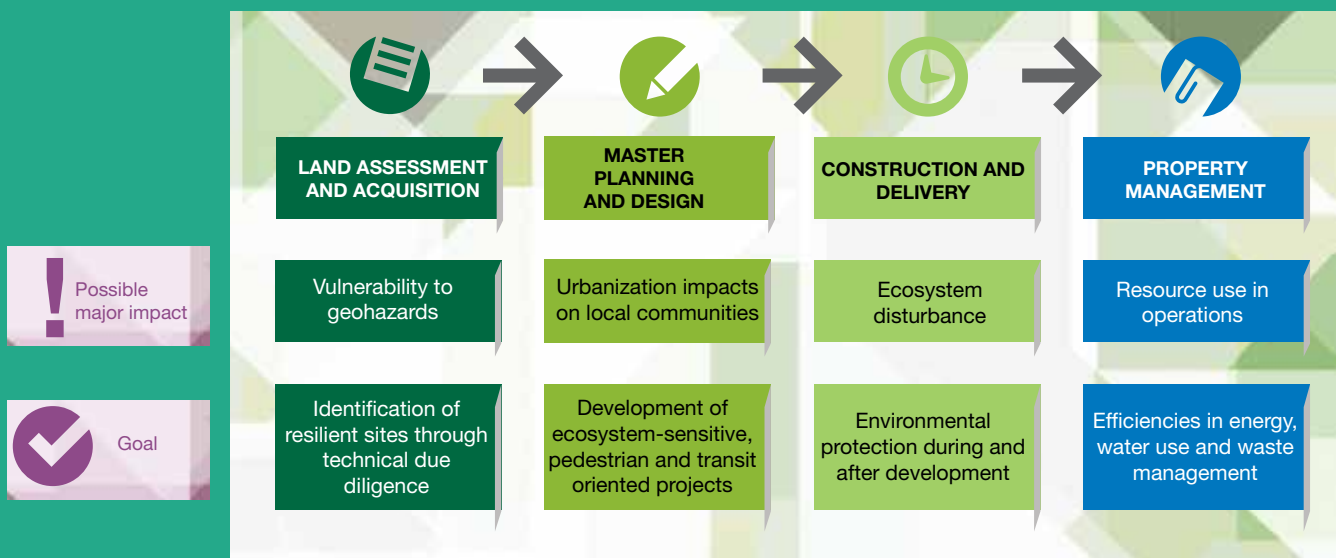 LAND ASSESSMENT
AND ACQUISITION
MASTER
PLANNING
AND DESIGN
CONSTRUCTION AND
DELIVERY
PROPERTY
MANAGEMENT
Possible
major impact
Vulnerability to
geohazards
Urbanization impacts
on local communities
Ecosystem
disturbance
Resource use in
operations
Goal
Identification of
resilient sites through
technical due
diligence
Development of
ecosystem-sensitive,
pedestrian and transit
oriented projects
Environmental
protection during and
after development
Efficiencies in energy,
water use and waste
management